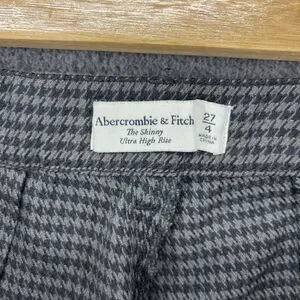 Abercrombie & Fitch
The Skinny
Ultra High Rise
27
4
MADE IN
CHINA